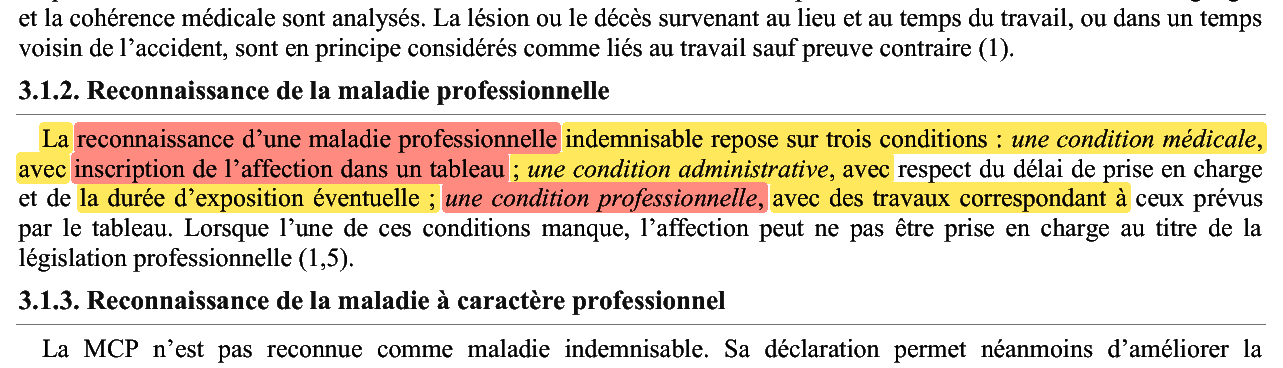 et la cohérence médicale sont analysés. La lésion ou le décès survenant au lieu et au temps du travail, ou dans un temps
voisin de l’accident, sont en principe considérés comme liés au travail sauf preuve contraire (1).
3.1.2. Reconnaissance de la maladie professionnelle
La reconnaissance d’une maladie professionnelle indemnisable repose sur trois conditions : une condition médicale,
avec inscription de l’affection dans un tableau ; une condition administrative, avec respect du délai de prise en charge
et de la durée d’exposition éventuelle ; une condition professionnelle, avec des travaux correspondant à ceux prévus
par le tableau. Lorsque l’une de ces conditions manque, l’affection peut ne pas être prise en charge au titre de la
législation professionnelle (1,5).
3.1.3. Reconnaissance de la maladie à caractère professionnel
La MCP n’est pas reconnue comme maladie indemnisable. Sa déclaration permet néanmoins d’améliorer la